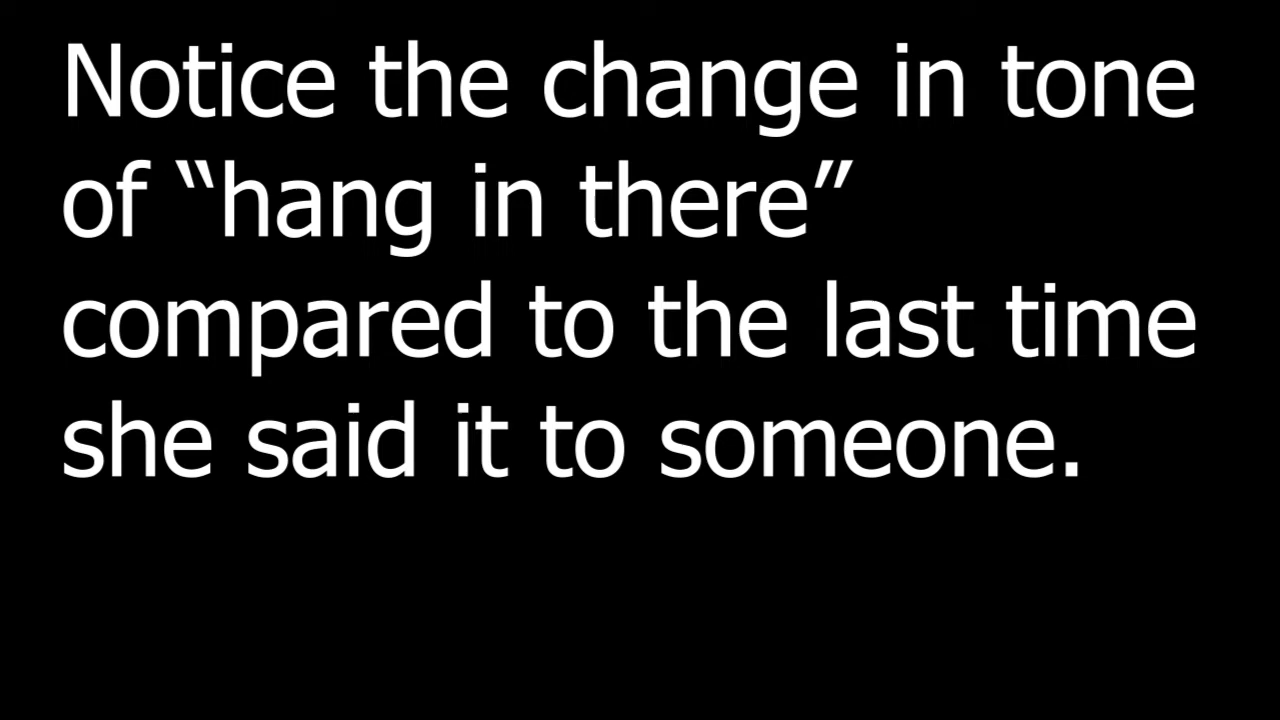 Notice the change in tone
of “hang in there”
compared to the last time
she said it to someone.